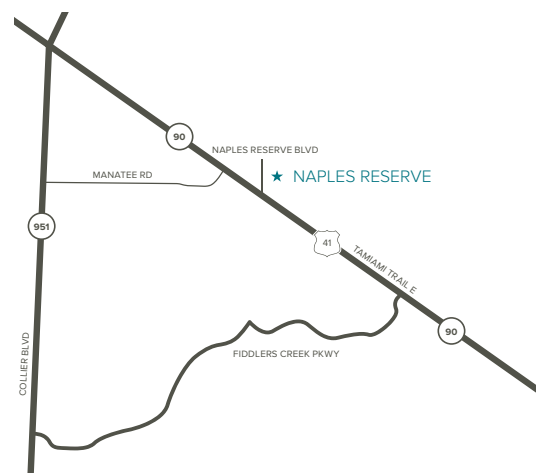 90
NAPLES RESERVE BLVD
MANATEE RD
★ NAPLES RESERVE
951
41
TAMIAMI TRAIL E
90
COLLIER BLVD
FIDDLERS CREEK PKWY